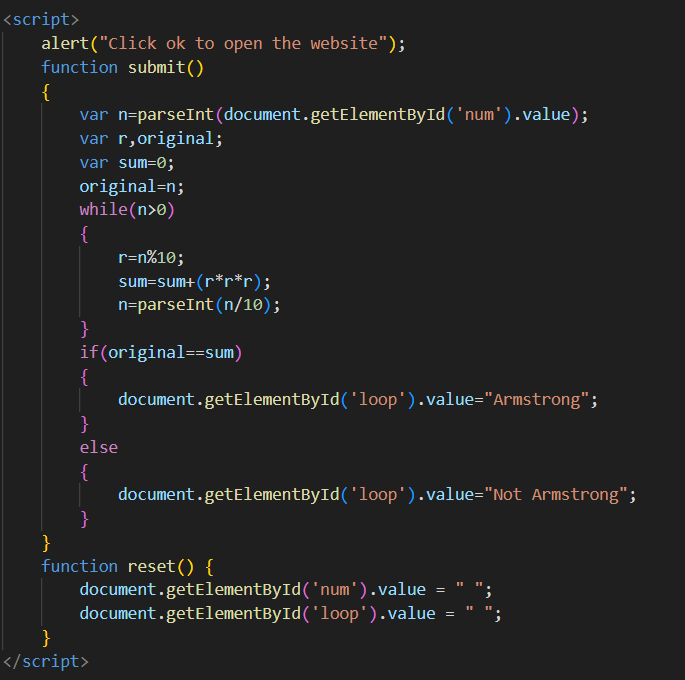 <script>
    alert("Click ok to open the website");
    function submit()
    {
        var n=parseInt(document.getElementById('num').value);
        var r,original;
        var sum=0;
        original=n;
        while(n>0)
        {
            r=n%10;
            sum=sum+(r*r*r);
            n=parseInt(n/10);
        }
        if(original==sum)
        {
            document.getElementById('loop').value="Armstrong";
        }
        else
        {
            document.getElementById('loop').value="Not Armstrong";
        }
    }
    function reset() {
        document.getElementById('num').value = " ";
        document.getElementById('loop').value = " ";
    }
</script>